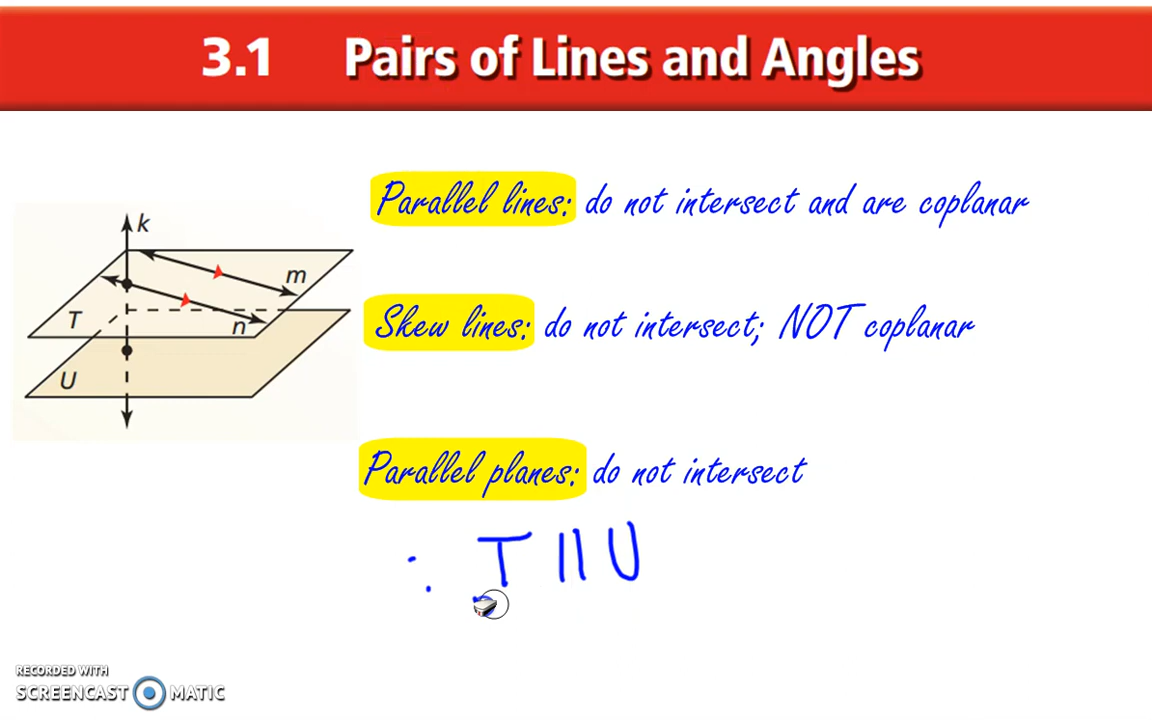 3.1 Pairs of Lines and Angles
Parallel lines: do not intersect and are coplanar
k
m
T
n
U
Skew lines: do not intersect; NOT coplanar
Parallel planes: do not intersect
T || U
RECORDED WITH
SCREENCAST MATIC